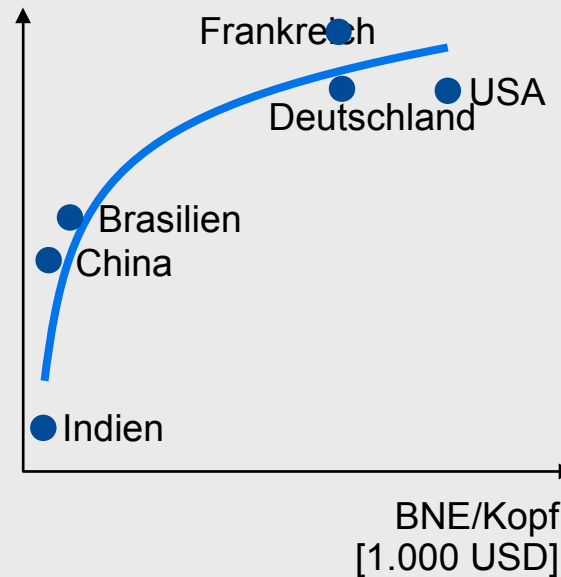 Frankreich
USA
Deutschland
Brasilien
China
Indien
BNE/Kopf
[1.000 USD]